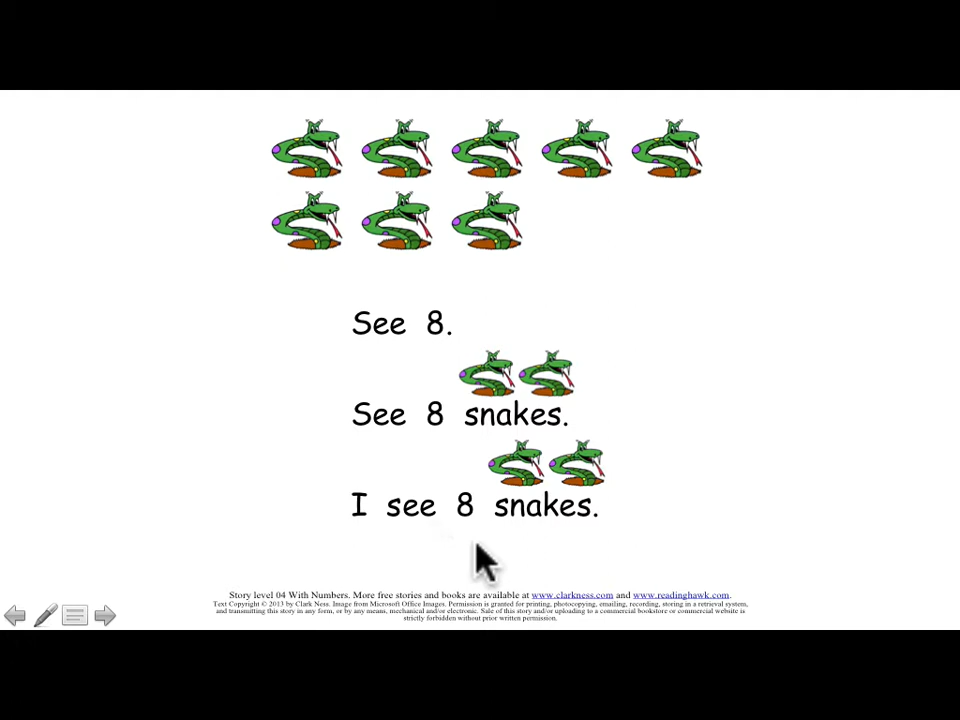 See 8.
See 8 snakes.
I see 8 snakes.
Story level 04 With Numbers. More free stories and books are available at www.clarkness.com and www.readinghawk.com.
Text Copyright © 2013 by Clark Ness. Image from Microsoft Office Images. Permission is granted for printing, photocopying, emailing, recording, storing in a retrieval system,
and transmitting this story in any form, or by any means, mechanical and/or electronic. Sale of this story and/or uploading to a commercial bookstore or commercial website is
strictly forbidden without prior written permission.